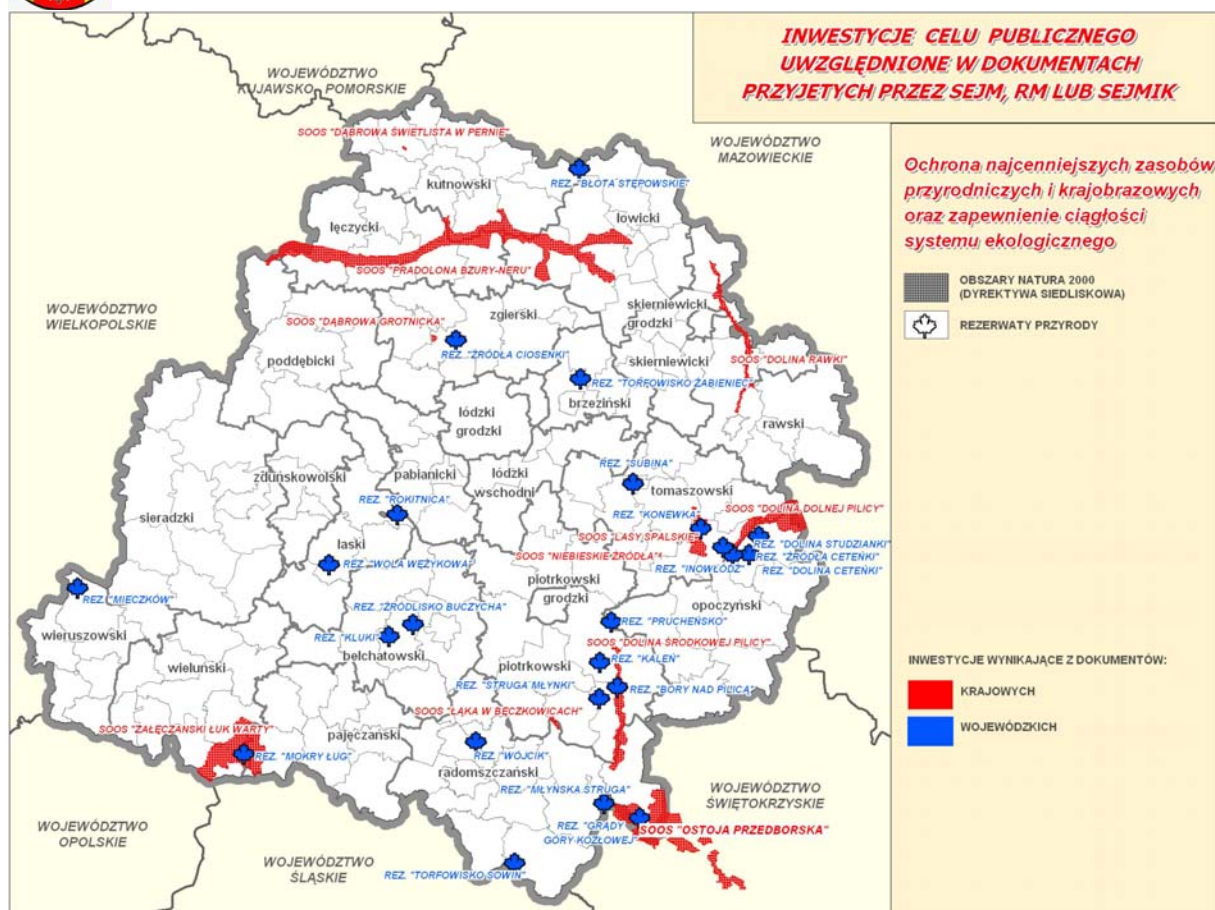 INWESTYCJE CELU PUBLICZNEGO
UWZGLĘDNIONE W DOKUMENTACH
PRZYJĘTYCH PRZEZ SEJM, RM LUB SEJMIK
Ochrona najcenniejszych zasobów
przyrodniczych i krajobrazowych
oraz zapewnienie ciągłości
systemu ekologicznego
OBSZARY NATURA 2000
(DYREKTYWA SIEDLISKOWA)
REZERWATY PRZYRODY
INWESTYCJE WYNIKAJĄCE Z DOKUMENTÓW:
KRAJOWYCH
WOJEWÓDZKICH
WOJEWÓDZTWO
KUJAWSKO - POMORSKIE
WOJEWÓDZTWO
MAZOWIECKIE
SOOS "DĄBROWA ŚWIETLISTA W PERNIE"
REZ. "BŁOTA STĘPOWSKIE"
kutnowski
łowicki
łęczycki
SOOS "PRADOLINA BZURY-NERU"
WOJEWÓDZTWO
WIELKOPOLSKIE
skierniewicki
grodzki
SOOS "DĄBROWA GROTNICKA"
zgierski
REZ. "ŹRÓDŁA CIOSENKI"
poddębicki
skierniewicki
SOOS "DOLINA RAWKI"
REZ. "TORFOWISKO ŻABIENIEC"
brzeziński
łódzki
grodzki
rawski
REZ. "SUBINA"
zduńskowolski
pabianicki
łódzki
wschodni
tomaszowski
REZ. "ROKITNICA"
sieradzki
REZ. "KONEWKA"
SOOS "DOLINA DOLNEJ PILICY"
SOOS "LASY SPALSKIE"
REZ. "DOLINA STUDZIANKI"
łaski
SOOS "NIEBIESKIE ŹRÓDŁA"
REZ. "ŹRÓDŁA CETEŃKI"
REZ. "WOLA WĘŻYKOWA"
REZ. "INOWŁÓDZ"
REZ. "DOLINA CETEŃKI"
piotrkowski
grodzki
REZ. "MIECZKÓW"
opoczyński
REZ. "ŹRÓDLISKO BUCZYCHA"
REZ. "PRUCHEŃSKO"
wieruszowski
REZ. "KLUKI"
SOOS "DOLINA ŚRODKOWEJ PILICY"
bełchatowski
wieluński
piotrkowski
REZ. "KALEŃ"
REZ. "STRUGA MŁYNKI"
REZ. "BORY NAD PILICĄ"
SOOS "ŁĄKA W BĘCZKOWICACH"
SOOS "ZAŁĘCZAŃSKI ŁUK WARTY"
pajęczański
REZ. "MOKRY ŁUG"
REZ. "WÓJCIK"
radomszczański
REZ. "MŁYŃSKA STRUGA"
WOJEWÓDZTWO
ŚWIĘTOKRZYSKIE
REZ. "GRĄDY
GÓRY KOZŁOWEJ"
SOOS "OSTOJA PRZEDBORSKA"
WOJEWÓDZTWO
OPOLSKIE
WOJEWÓDZTWO
ŚLĄSKIE
REZ. "TORFOWISKO SOWIN"